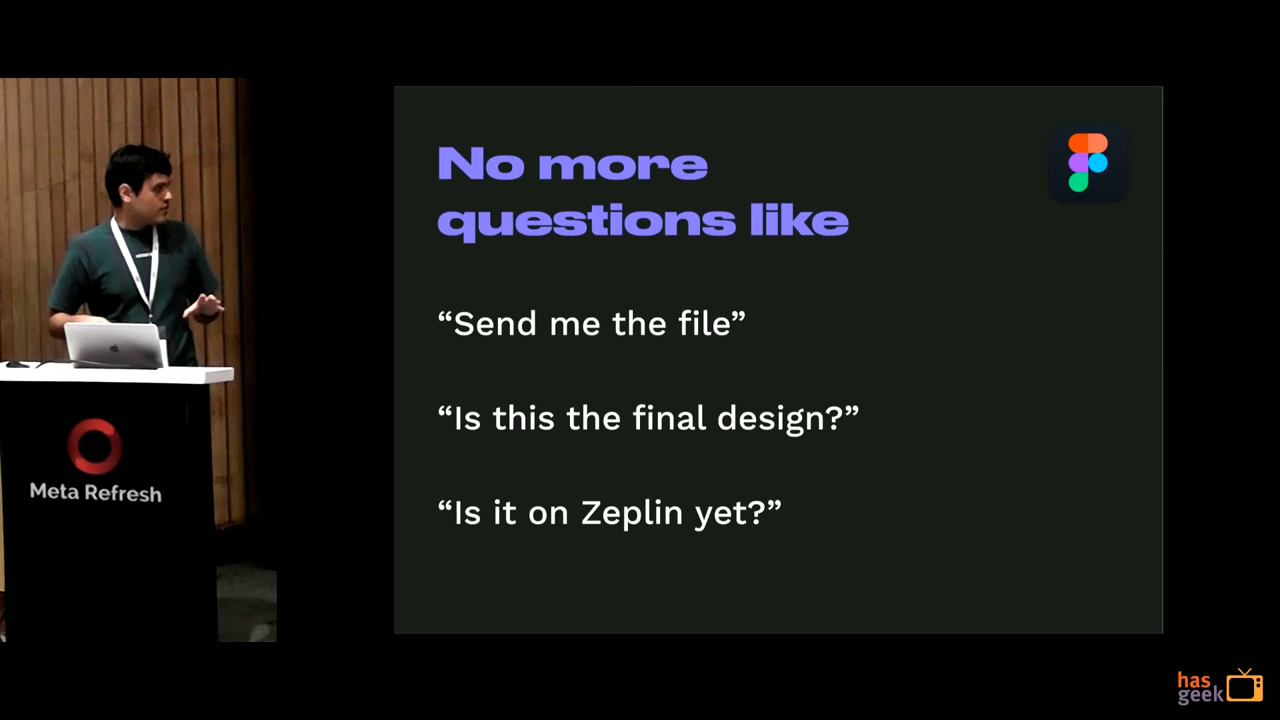 No more
questions like
“Send me the file”
“Is this the final design?”
“Is it on Zeplin yet?”
Meta Refresh
has
geek